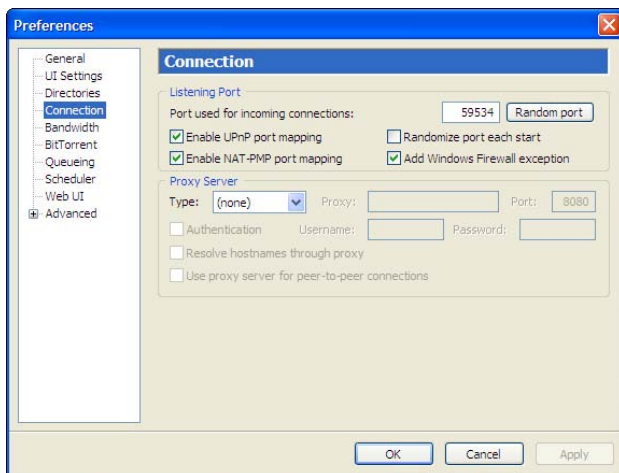 Preferences
General
UI Settings
Directories
Connection
Bandwidth
BitTorrent
Queueing
Scheduler
Web UI
Advanced
Connection
Listening Port
Port used for incoming connections: 59534 Random port
Enable UPnP port mapping Randomize port each start
Enable NAT-PMP port mapping Add Windows Firewall exception
Proxy Server
Type: (none) Proxy: Port: 8080
Authentication Username: Password:
Resolve hostnames through proxy
Use proxy server for peer-to-peer connections
OK Cancel Apply